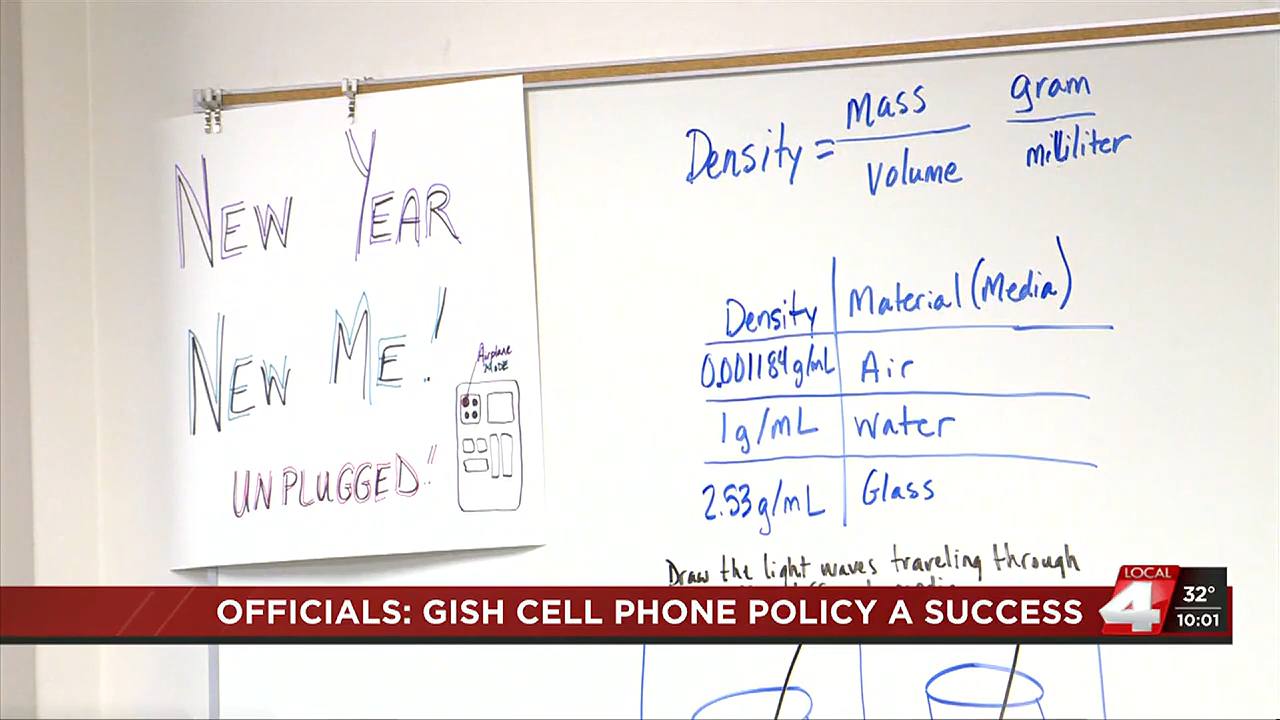 NEW YEAR
NEW ME!
Airplane
MODE
UNPLUGGED!!
Density = Mass
Volume
gram
milliliter
Density Material (Media)
0.001184g/mL Air
1g/mL Water
2.53g/mL Glass
Draw the light waves traveling through
OFFICIALS: GISH CELL PHONE POLICY A SUCCESS
LOCAL
4
32°
10:01